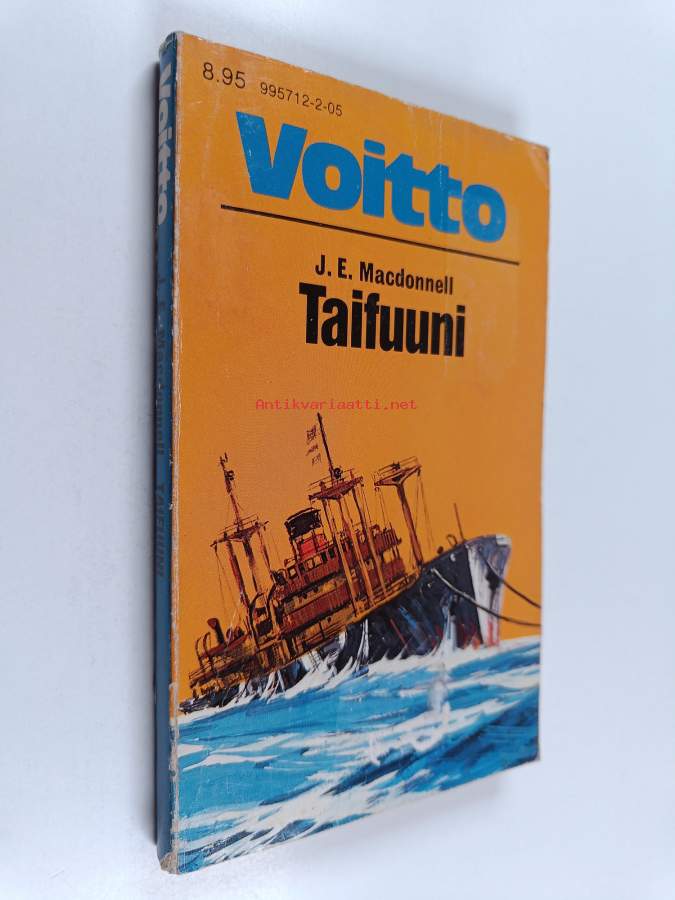 8.95 995712-2-05
Voitto
J. E. Macdonnell
Taifuuni
Antikvariaatti.net
Voitto
J. E. Macdonnell TAIFUUNI